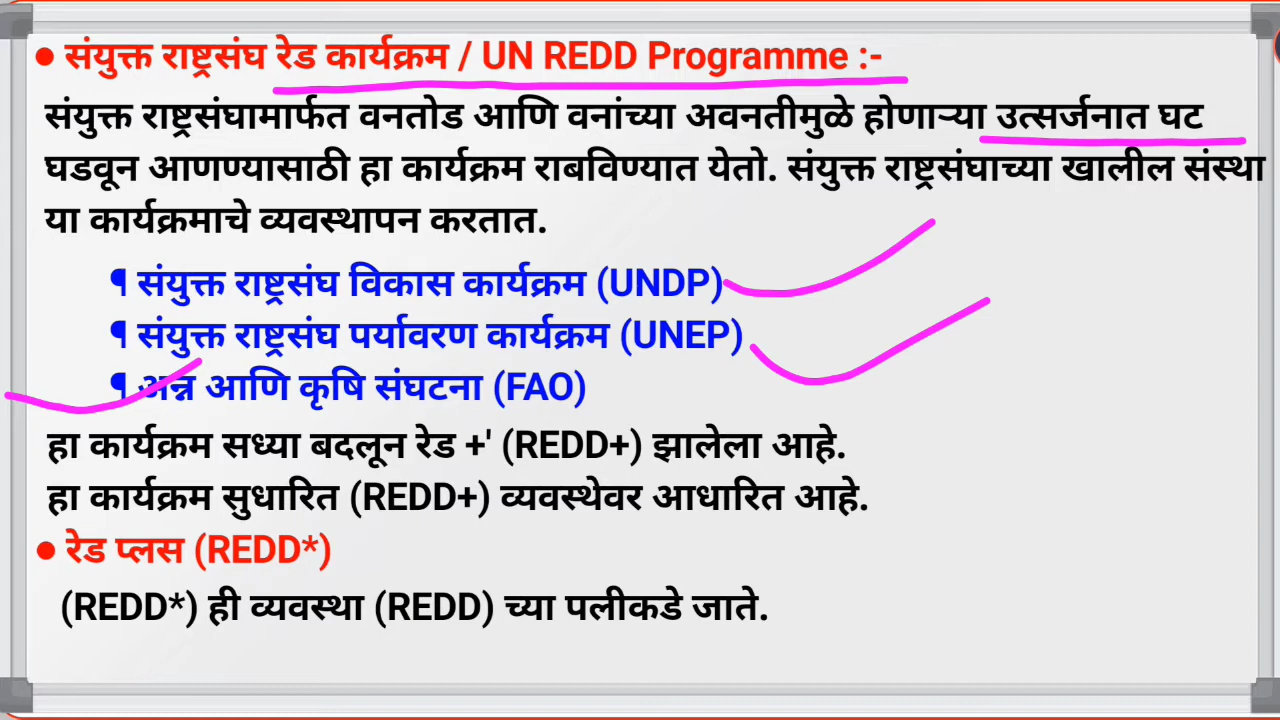 ● संयुक्त राष्ट्रसंघ रेड कार्यक्रम / UN REDD Programme :-
संयुक्त राष्ट्रसंघामार्फत वनतोड आणि वनांच्या अवनतीमुळे होणाऱ्या उत्सर्जनात घट
घडवून आणण्यासाठी हा कार्यक्रम राबविण्यात येतो. संयुक्त राष्ट्रसंघाच्या खालील संस्था
या कार्यक्रमाचे व्यवस्थापन करतात.
¶ संयुक्त राष्ट्रसंघ विकास कार्यक्रम (UNDP)
¶ संयुक्त राष्ट्रसंघ पर्यावरण कार्यक्रम (UNEP)
¶ अन्न आणि कृषि संघटना (FAO)
हा कार्यक्रम सध्या बदलून रेड +' (REDD+) झालेला आहे.
हा कार्यक्रम सुधारित (REDD+) व्यवस्थेवर आधारित आहे.
● रेड प्लस (REDD*)
(REDD*) ही व्यवस्था (REDD) च्या पलीकडे जाते.